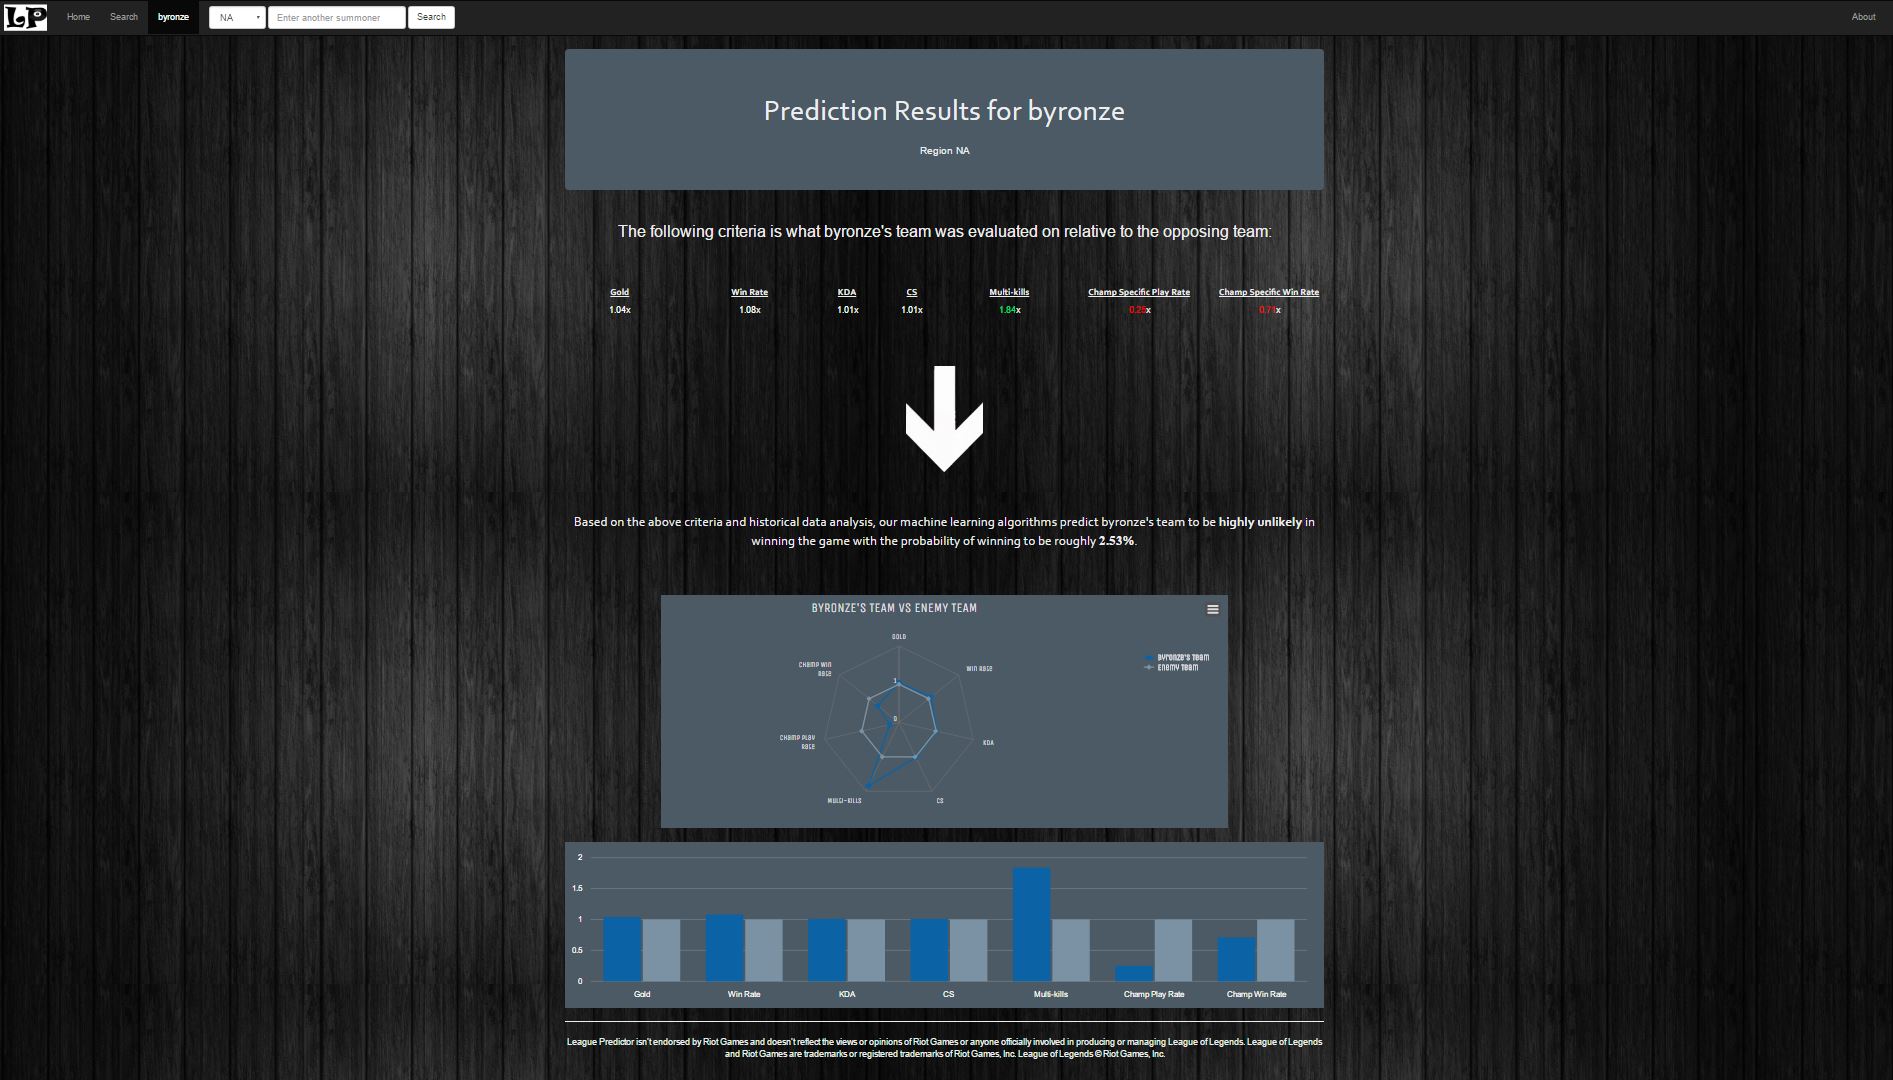 LP Home Search byronze NA Enter another summoner Search About
Prediction Results for byronze
Region NA
The following criteria is what byronze's team was evaluated on relative to the opposing team:
Gold Win Rate KDA CS Multi-kills Champ Specific Play Rate Champ Specific Win Rate
1.04x 1.08x 1.01x 1.01x 1.84x 0.25x 0.71x
Based on the above criteria and historical data analysis, our machine learning algorithms predict byronze's team to be highly unlikely in
winning the game with the probability of winning to be roughly 2.53%.
BYRONZE'S TEAM VS ENEMY TEAM
GOLD
WIN RATE
KDA
CS
MULTI-KILLS
CHAMP PLAY
RATE
CHAMP WIN
RATE
1
0
BYRONZE'S TEAM
ENEMY TEAM
2
1.5
1
0.5
0
Gold Win Rate KDA CS Multi-kills Champ Play Rate Champ Win Rate
League Predictor isn't endorsed by Riot Games and doesn't reflect the views or opinions of Riot Games or anyone officially involved in producing or managing League of Legends. League of Legends
and Riot Games are trademarks or registered trademarks of Riot Games, Inc. League of Legends © Riot Games, Inc.